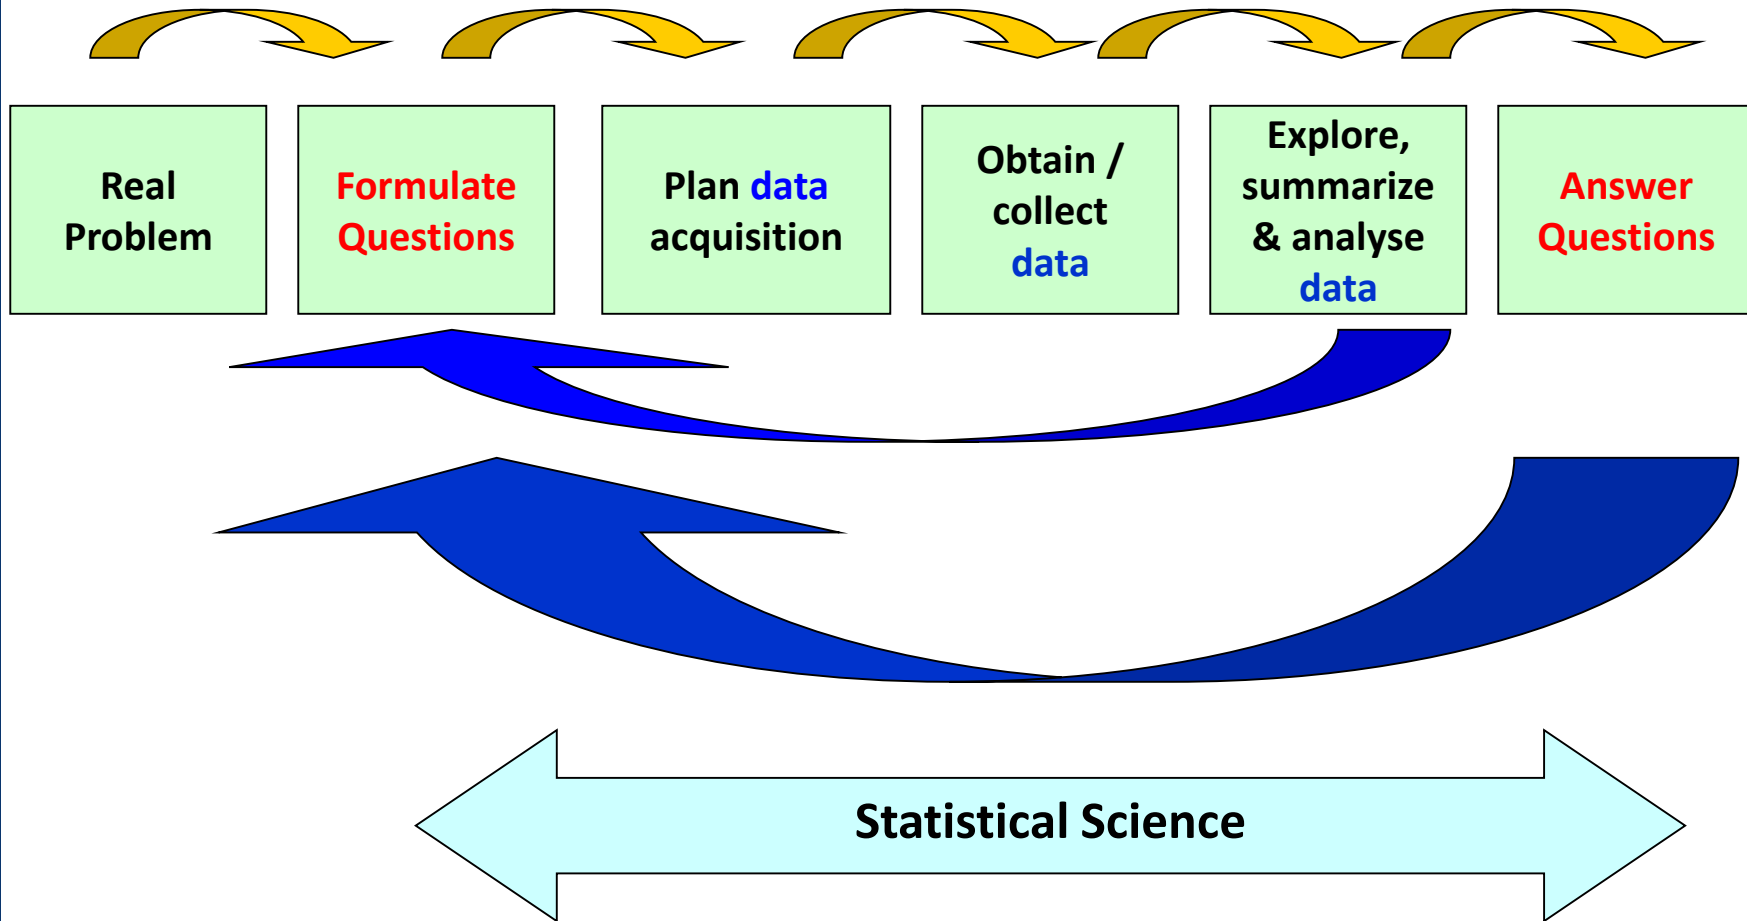 Real
Problem
Formulate
Questions
Plan data
acquisition
Obtain /
collect
data
Explore,
summarize
& analyse
data
Answer
Questions
Statistical Science